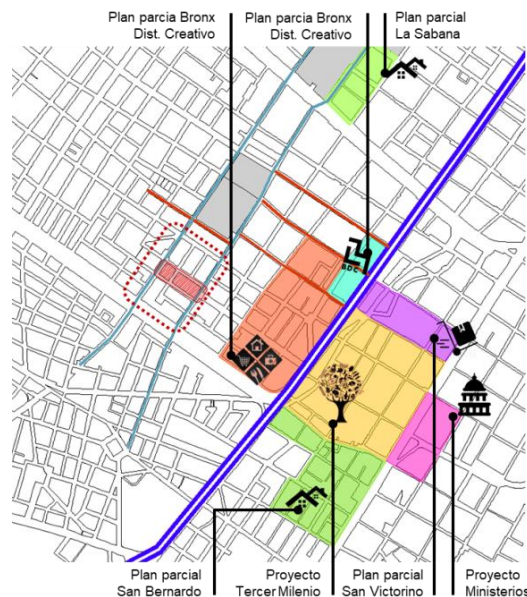 Plan parcia Bronx
Dist. Creativo
Plan parcia Bronx
Dist. Creativo
Plan parcial
La Sabana
BDC
Plan parcial
San Bernardo
Proyecto
Tercer Milenio
Plan parcial
San Victorino
Proyecto
Ministerios